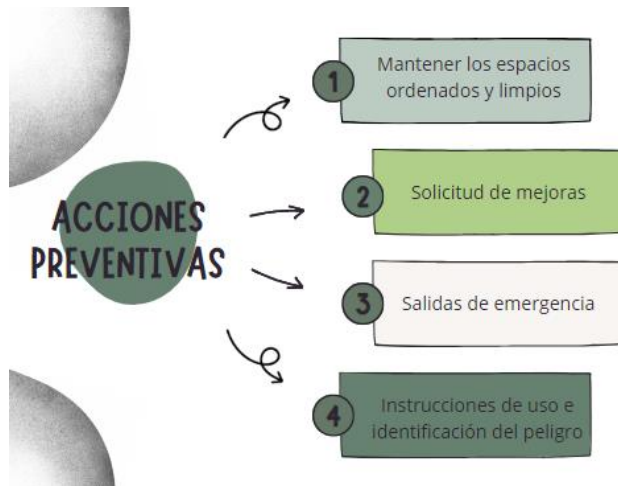 ACCIONES
PREVENTIVAS
1
Mantener los espacios
ordenados y limpios
2
Solicitud de mejoras
3
Salidas de emergencia
4
Instrucciones de uso e
identificación del peligro